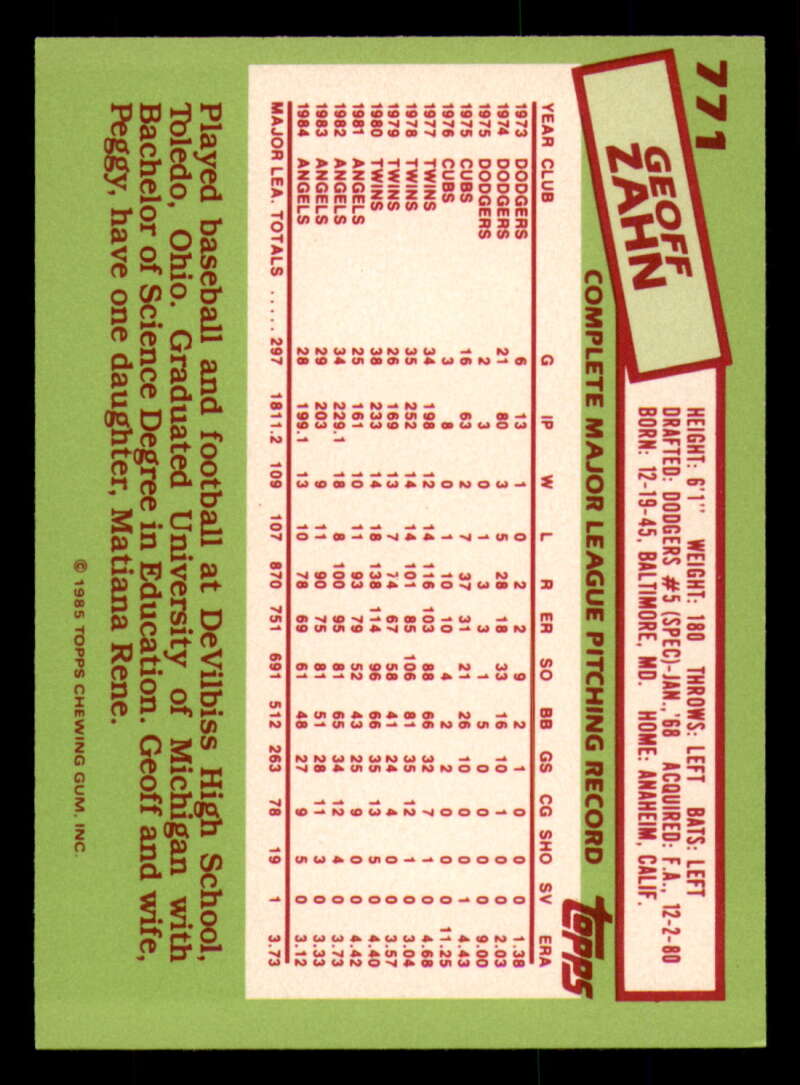 771
GEOFF
ZAHN
HEIGHT: 6'1" WEIGHT: 180 THROWS: LEFT BATS: LEFT
DRAFTED: DODGERS #5 (SPEC)-JAN., '68 ACQUIRED: F.A., 12-2-80
BORN: 12-19-45, BALTIMORE, MD. HOME: ANAHEIM, CALIF.
COMPLETE MAJOR LEAGUE PITCHING RECORD
topps
YEAR CLUB G IP W L R ER SO BB GS CG SHO SV ERA
1973 DODGERS 6 13 1 0 2 2 9 2 1 0 0 0 1.38
1974 DODGERS 21 80 3 5 28 18 33 16 10 1 0 0 2.03
1975 DODGERS 2 3 0 1 3 3 1 5 0 0 0 0 9.00
1975 CUBS 16 63 2 7 37 31 21 26 10 0 0 1 4.43
1976 CUBS 3 8 0 1 10 10 4 2 2 0 0 0 11.25
1977 TWINS 34 198 12 14 116 103 88 66 32 7 1 0 4.68
1978 TWINS 35 252 14 14 101 85 106 81 35 12 1 0 3.04
1979 TWINS 26 169 13 7 74 67 58 41 24 4 0 0 3.57
1980 TWINS 38 233 14 18 138 114 96 66 35 13 5 0 4.40
1981 ANGELS 25 161 10 11 93 79 52 43 25 9 0 0 4.42
1982 ANGELS 34 229.1 18 8 100 95 81 65 34 12 4 0 3.73
1983 ANGELS 29 203 9 11 90 75 81 51 28 11 3 0 3.33
1984 ANGELS 28 199.1 13 10 78 69 61 48 27 9 5 0 3.12
MAJOR LEA. TOTALS ..... 297 1811.2 109 107 870 751 691 512 263 78 19 1 3.73
Played baseball and football at DeVilbiss High School,
Toledo, Ohio. Graduated University of Michigan with
Bachelor of Science Degree in Education. Geoff and wife,
Peggy, have one daughter, Matiana Rene.
© 1985 TOPPS CHEWING GUM, INC.